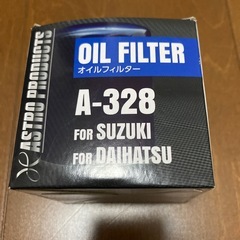 ASTRO PRODUCTS
OIL FILTER
オイルフィルター
A-328
FOR SUZUKI
FOR DAIHATSU